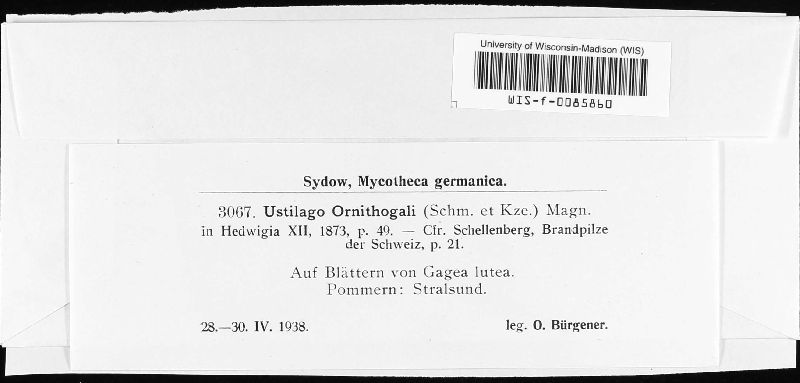 University of Wisconsin-Madison (WIS)
WIS-f-0085860
Sydow, Mycotheca germanica.
3067. Ustilago Ornithogali (Schm. et Kze.) Magn.
in Hedwigia XII, 1873, p. 49. — Cfr. Schellenberg, Brandpilze
der Schweiz, p. 21.
Auf Blättern von Gagea lutea.
Pommern: Stralsund.
28.—30. IV. 1938. leg. O. Bürgener.